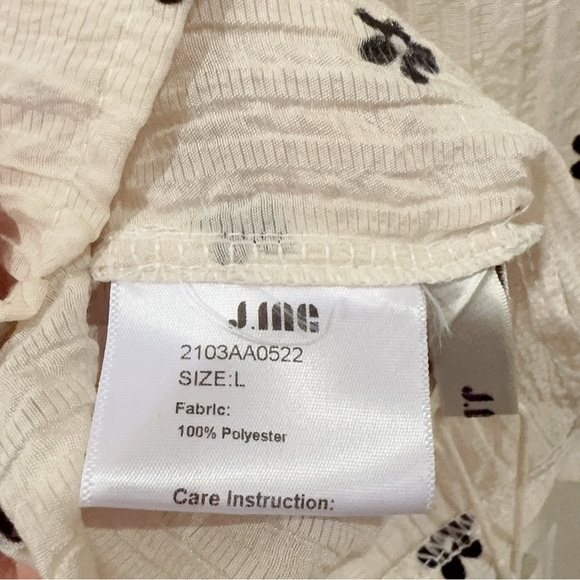 J.ING
2103AA0522
SIZE:L
Fabric:
100% Polyester
Care Instruction: